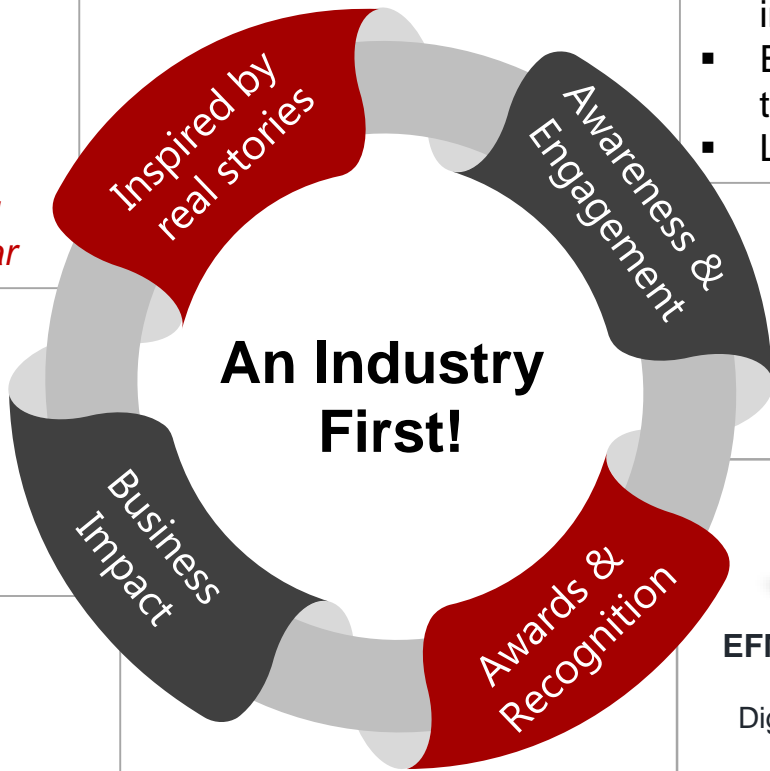 Inspired by
real stories
Awareness &
Engagement
An Industry
First!
Business
Impact
Awards &
Recognition